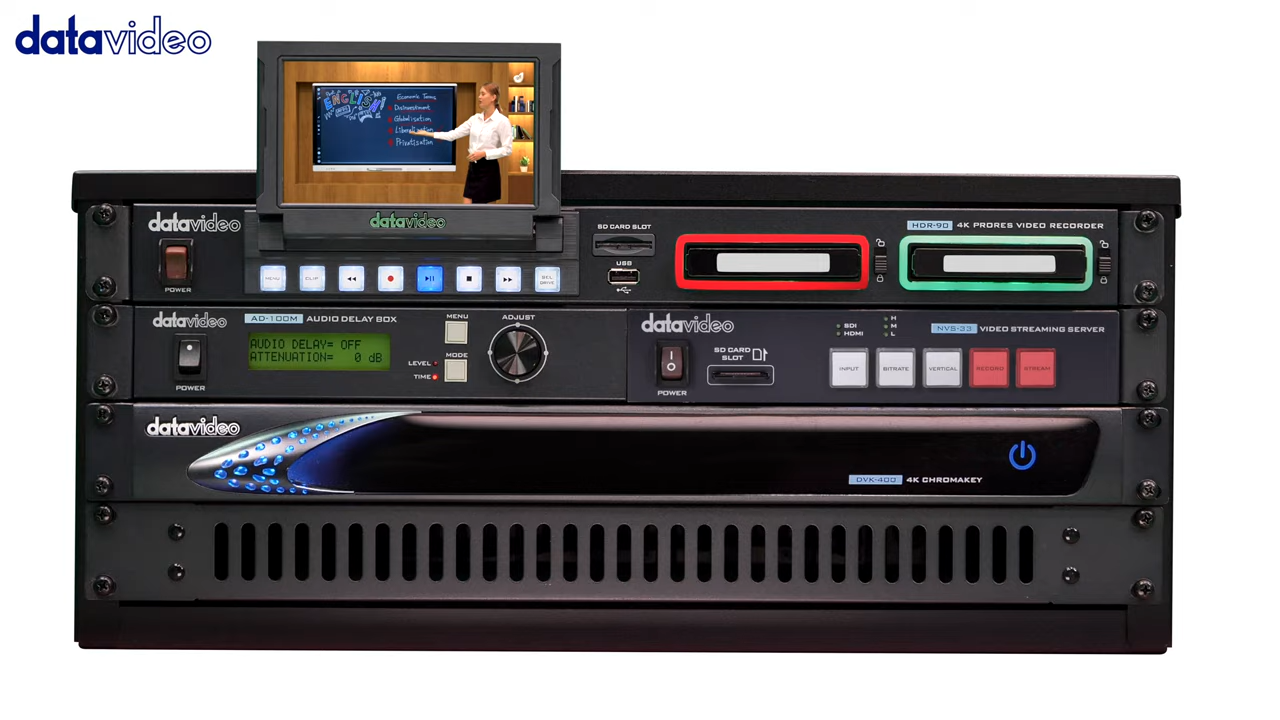 datavideo
ENGLISH
Economic Terms
Disinvestment
Globalisation
Liberalisation
Privatisation
datavideo
datavideo
POWER
MENU
CLIP
SEL DRIVE
SD CARD SLOT
USB
HDR-90 4K PRORES VIDEO RECORDER
datavideo
AD-100M AUDIO DELAY BOX
POWER
AUDIO DELAY= OFF
ATTENUATION= 0 dB
MENU
MODE
LEVEL
TIME
ADJUST
datavideo
POWER
SD CARD
SLOT
SDI
HDMI
H
M
L
NVS-33 VIDEO STREAMING SERVER
INPUT
BITRATE
VERTICAL
RECORD
STREAM
datavideo
DVK-400 4K CHROMAKEY